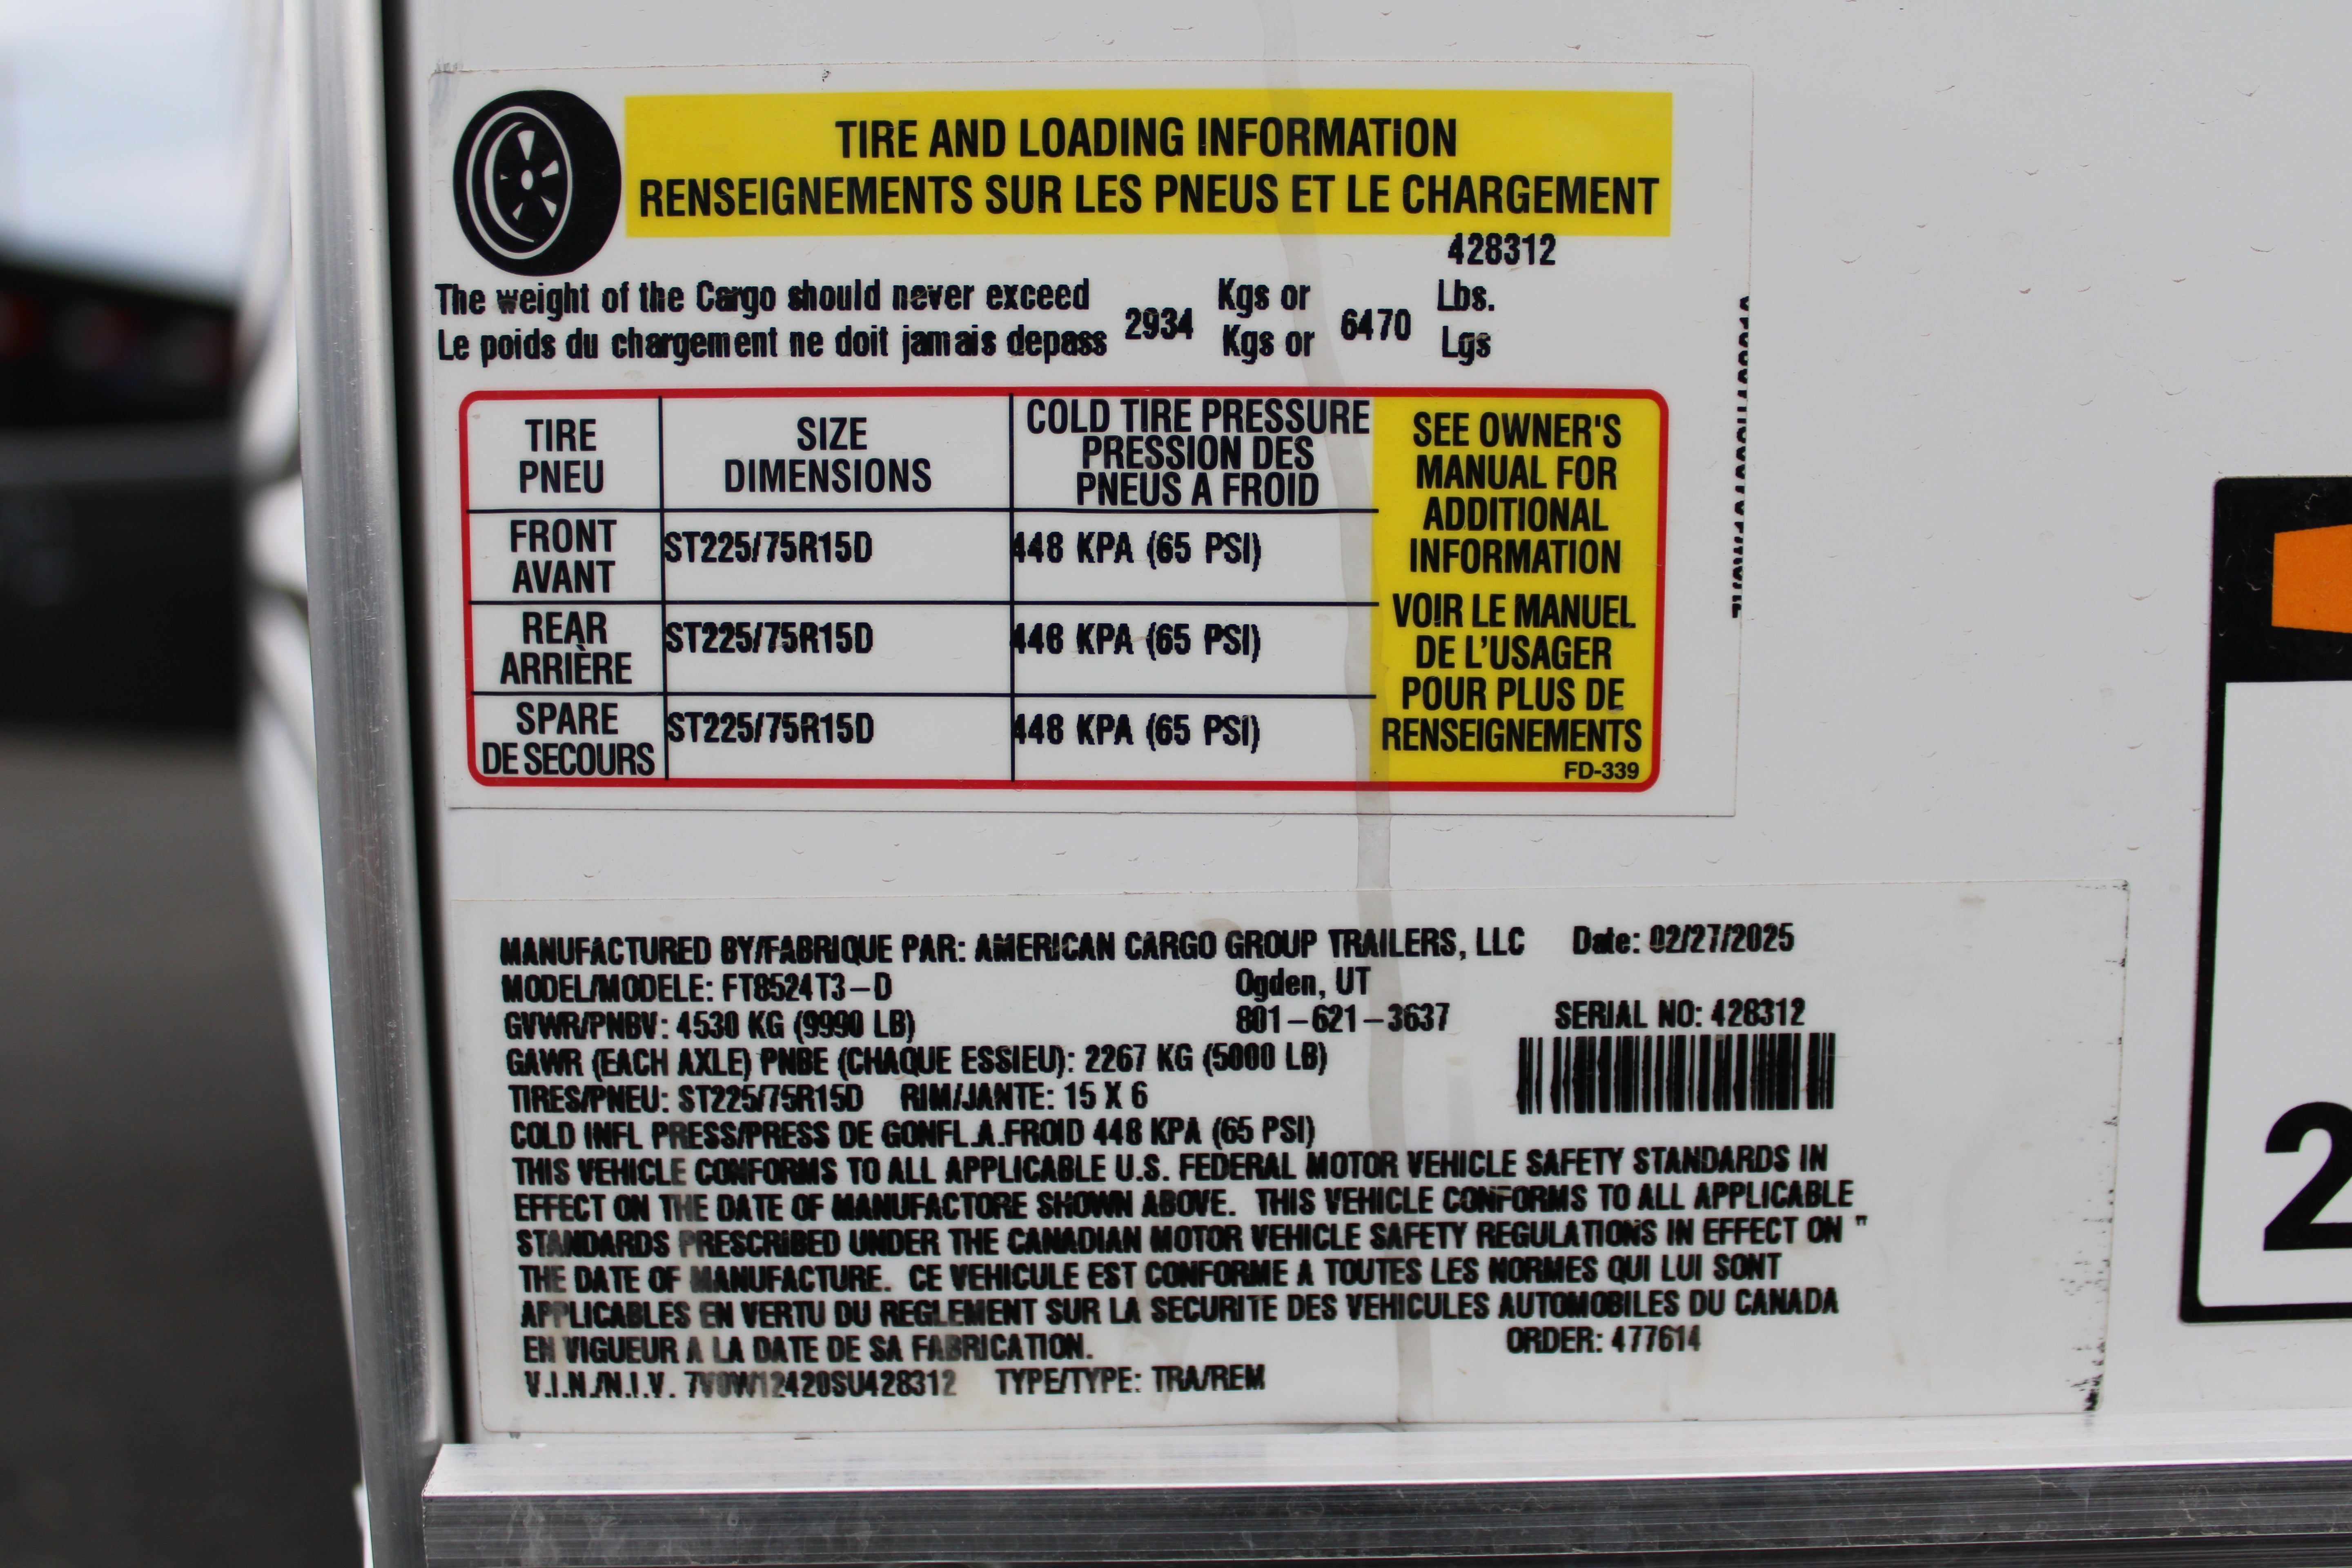 TIRE AND LOADING INFORMATION
RENSEIGNEMENTS SUR LES PNEUS ET LE CHARGEMENT
428312
The weight of the Cargo should never exceed 2934 Kgs or 6470 Lbs.
Le poids du chargement ne doit jamais depass Kgs or Lgs
TIRE PNEU
SIZE DIMENSIONS
COLD TIRE PRESSURE
PRESSION DES
PNEUS A FROID
FRONT AVANT ST225/75R15D 448 KPA (65 PSI)
REAR ARRIÈRE ST225/75R15D 448 KPA (65 PSI)
SPARE DE SECOURS ST225/75R15D 448 KPA (65 PSI)
SEE OWNER'S
MANUAL FOR
ADDITIONAL
INFORMATION
VOIR LE MANUEL
DE L'USAGER
POUR PLUS DE
RENSEIGNEMENTS
FD-339
MANUFACTURED BY/FABRIQUE PAR: AMERICAN CARGO GROUP TRAILERS, LLC Date: 02/27/2025
MODEL/MODELE: FT8524T3-D Ogden, UT
GVWR/PNBV: 4530 KG (9990 LB) 801-621-3637 SERIAL NO: 428312
GAWR (EACH AXLE) PNBE (CHAQUE ESSIEU): 2267 KG (5000 LB)
TIRES/PNEU: ST225/75R15D RIM/JANTE: 15 X 6
COLD INFL PRESS/PRESS DE GONFL.A.FROID 448 KPA (65 PSI)
THIS VEHICLE CONFORMS TO ALL APPLICABLE U.S. FEDERAL MOTOR VEHICLE SAFETY STANDARDS IN
EFFECT ON THE DATE OF MANUFACTORE SHOWN ABOVE. THIS VEHICLE CONFORMS TO ALL APPLICABLE
STANDARDS PRESCRIBED UNDER THE CANADIAN MOTOR VEHICLE SAFETY REGULATIONS IN EFFECT ON "
THE DATE OF MANUFACTURE. CE VEHICULE EST CONFORME A TOUTES LES NORMES QUI LUI SONT
APPLICABLES EN VERTU DU REGLEMENT SUR LA SECURITE DES VEHICULES AUTOMOBILES DU CANADA
EN VIGUEUR A LA DATE DE SA FABRICATION. ORDER: 477614
V.I.N./N.I.V. 7V0W12420SU428312 TYPE/TYPE: TRA/REM
2